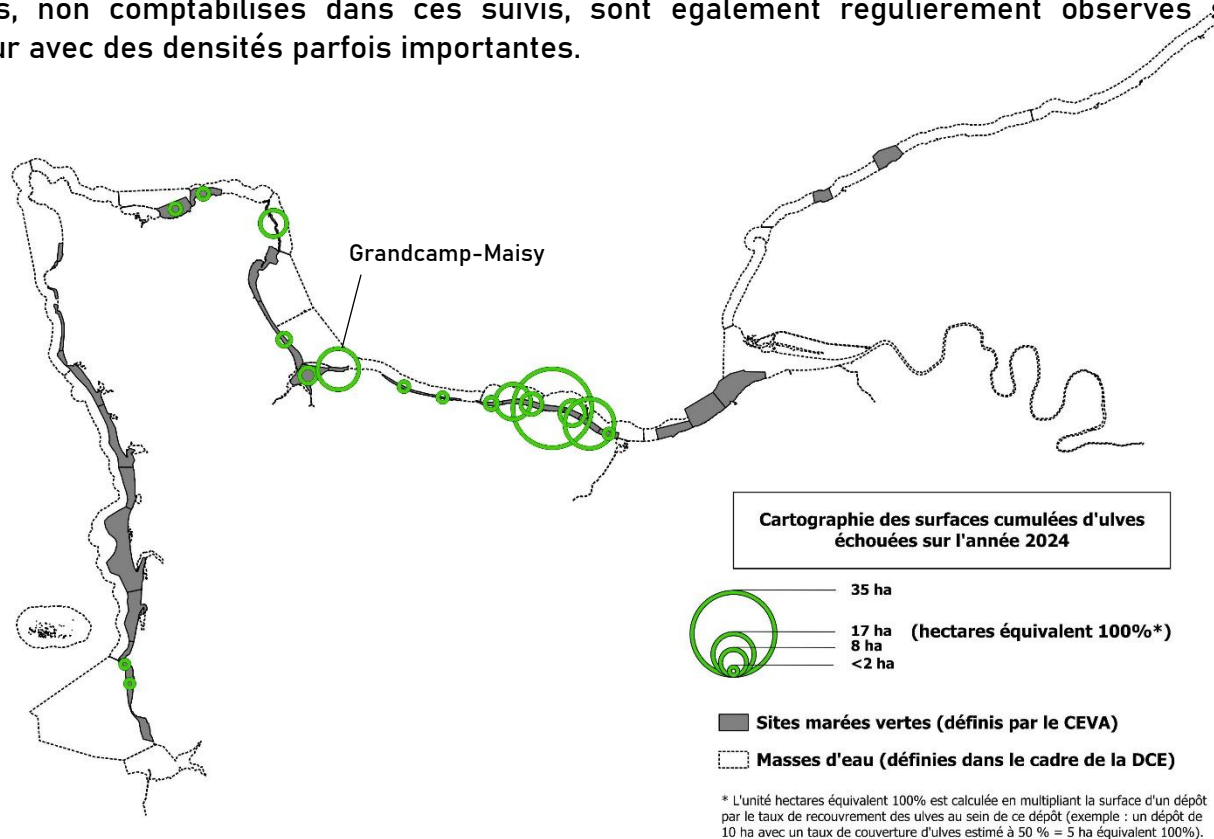 s, non comptabilisés dans ces suivis, sont également régulièrement observés
ur avec des densités parfois importantes.
Grandcamp-Maisy
Cartographie des surfaces cumulées d'ulves
échouées sur l'année 2024
35 ha
17 ha (hectares équivalent 100%*)
8 ha
<2 ha
Sites marées vertes (définis par le CEVA)
Masses d'eau (définies dans le cadre de la DCE)
* L'unité hectares équivalent 100% est calculée en multipliant la surface d'un dépôt
par le taux de recouvrement des ulves au sein de ce dépôt (exemple : un dépôt de
10 ha avec un taux de couverture d'ulves estimé à 50 % = 5 ha équivalent 100%).